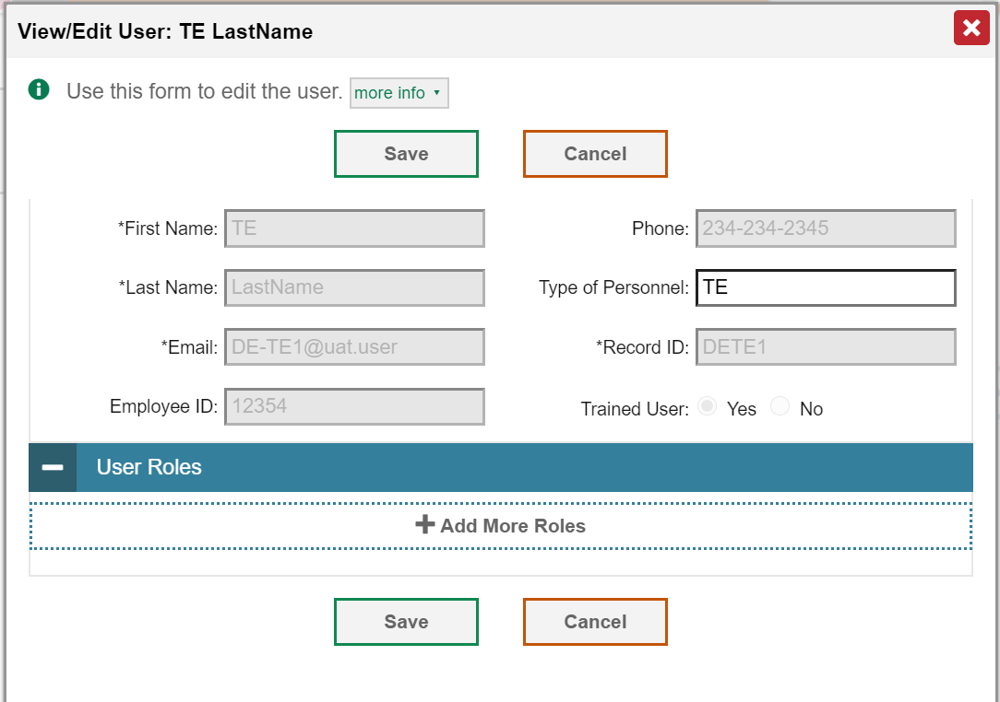 View/Edit User: TE LastName
Use this form to edit the user. more info
Save Cancel
*First Name: TE Phone: 234-234-2345
*Last Name: LastName Type of Personnel: TE
*Email: DE-TE1@uat.user *Record ID: DETE1
Employee ID: 12354 Trained User: Yes No
User Roles
Add More Roles
Save Cancel